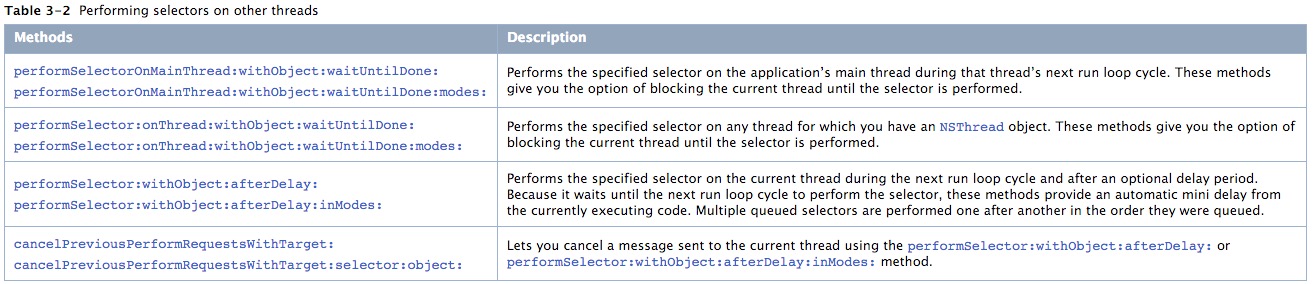 Table 3-2 Performing selectors on other threads
Methods Description
performSelectorOnMainThread:withObject:waitUntilDone:
performSelectorOnMainThread:withObject:waitUntilDone:modes:
Performs the specified selector on the application’s main thread during that thread’s next run loop cycle. These methods
give you the option of blocking the current thread until the selector is performed.
performSelector:onThread:withObject:waitUntilDone:
performSelector:onThread:withObject:waitUntilDone:modes:
Performs the specified selector on any thread for which you have an NSThread object. These methods give you the option of
blocking the current thread until the selector is performed.
performSelector:withObject:afterDelay:
performSelector:withObject:afterDelay:inModes:
Performs the specified selector on the current thread during the next run loop cycle and after an optional delay period.
Because it waits until the next run loop cycle to perform the selector, these methods provide an automatic mini delay from
the currently executing code. Multiple queued selectors are performed one after another in the order they were queued.
cancelPreviousPerformRequestsWithTarget:
cancelPreviousPerformRequestsWithTarget:selector:object:
Lets you cancel a message sent to the current thread using the performSelector:withObject:afterDelay: or
performSelector:withObject:afterDelay:inModes: method.